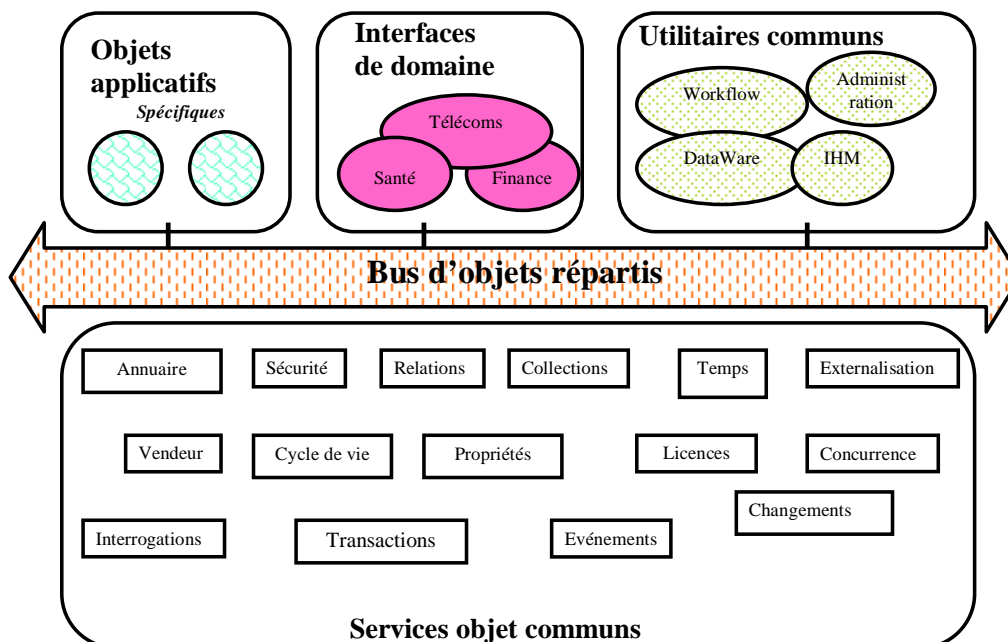 Objets
applicatifs
Spécifiques
Interfaces
de domaine
Télécoms
Santé
Finance
Utilitaires communs
Workflow
Administ
ration
DataWare
IHM
Bus d’objets répartis
Annuaire
Sécurité
Relations
Collections
Temps
Externalisation
Vendeur
Cycle de vie
Propriétés
Licences
Concurrence
Changements
Interrogations
Transactions
Evénements
Services objet communs